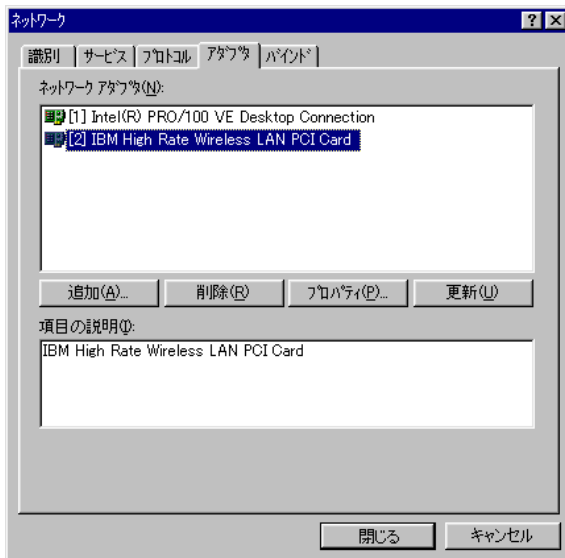 ネットワーク
識別 サービス プロトコル アダプタ バインド
ネットワーク アダプタ(N):
[1] Intel(R) PRO/100 VE Desktop Connection
[2] IBM High Rate Wireless LAN PCI Card
追加(A)... 削除(R) プロパティ(P)... 更新(U)
項目の説明(I):
IBM High Rate Wireless LAN PCI Card
閉じる キャンセル